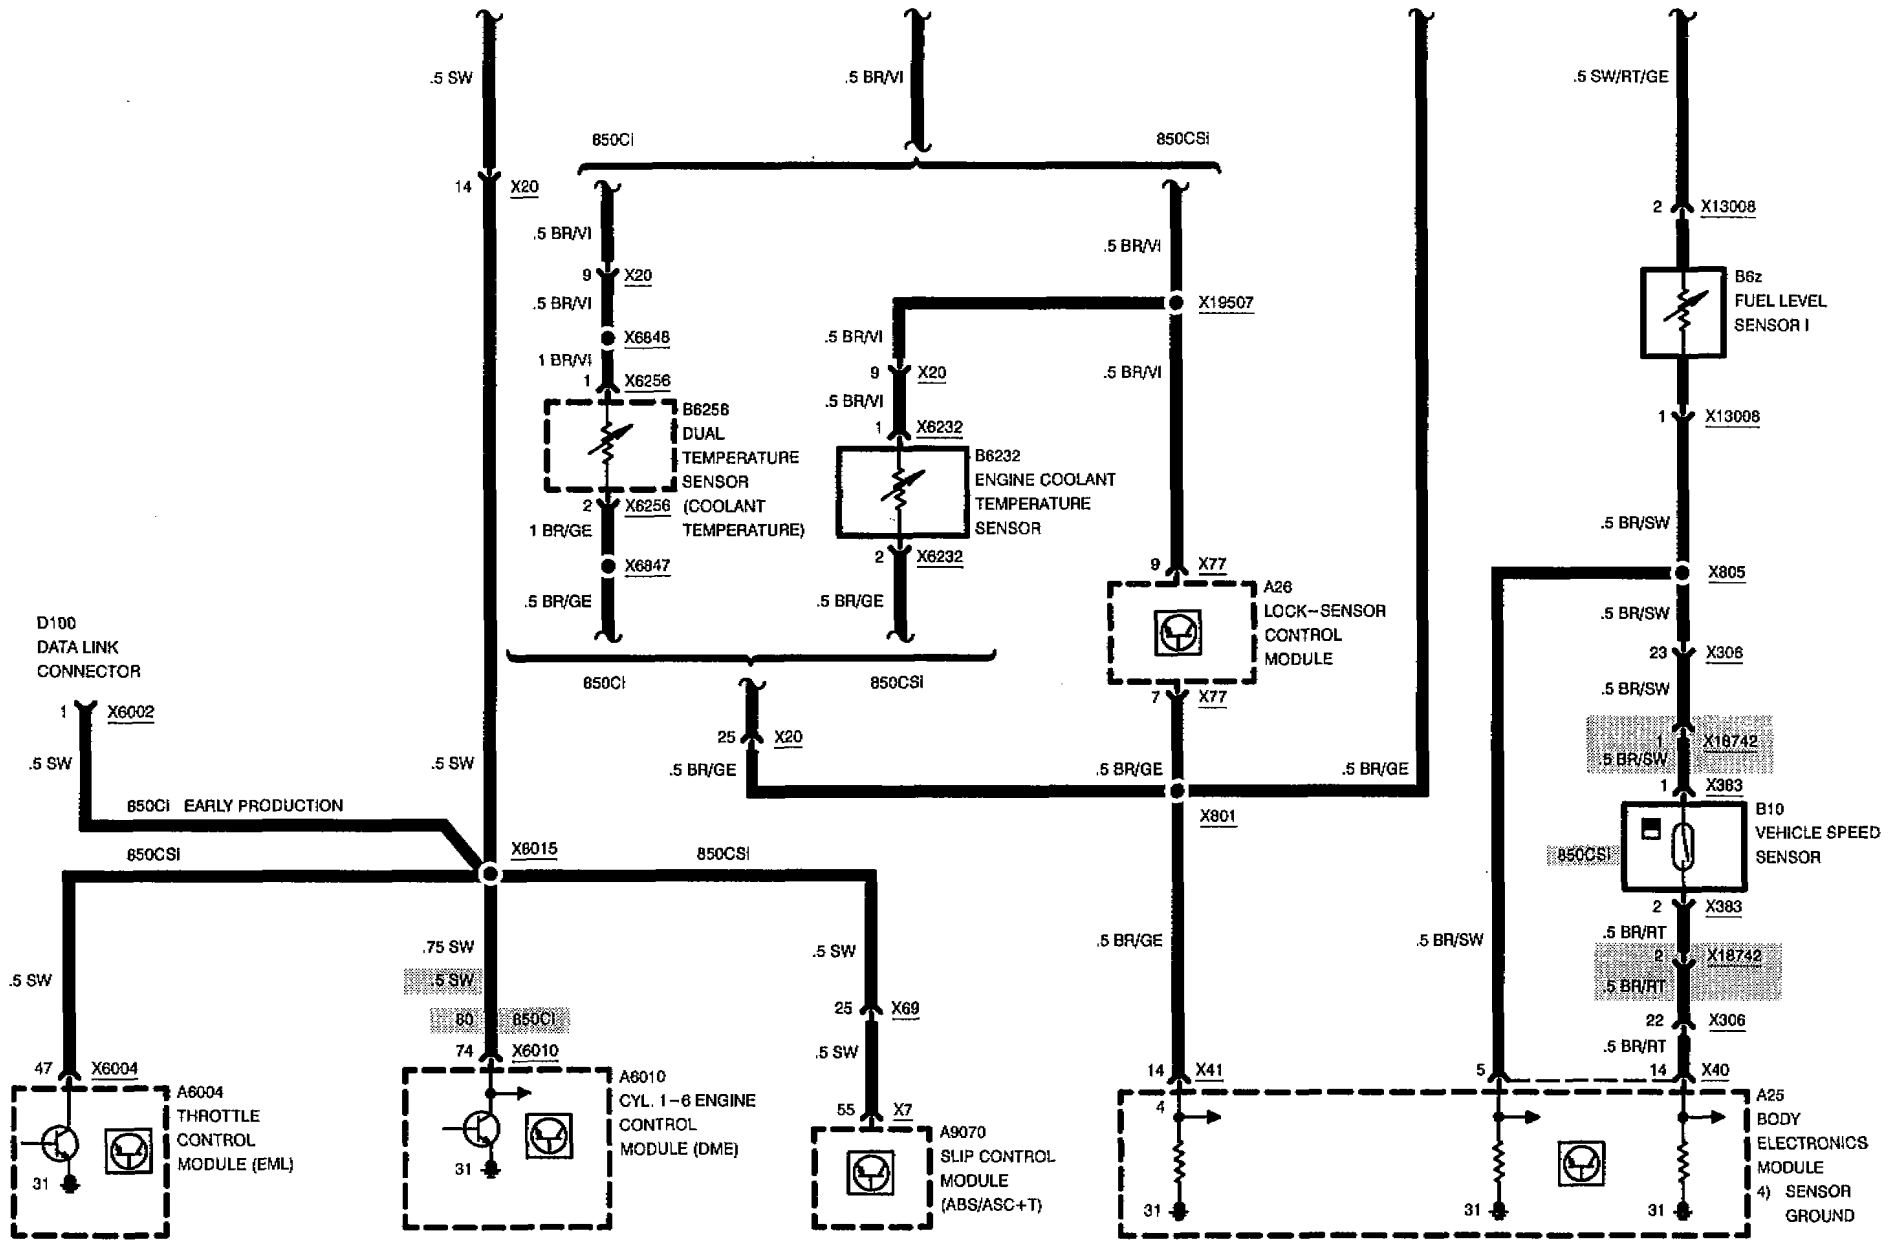 .5 SW
.5 BR/VI
.5 SW/RT/GE
850CI
850CSI
14 X20
2 X13008
.5 BR/VI
.5 BR/VI
9 X20
.5 BR/VI
X19507
B6z
FUEL LEVEL
SENSOR I
X6848
.5 BR/VI
1 BR/VI
9 X20
.5 BR/VI
1 X6256
.5 BR/VI
B6256
DUAL
TEMPERATURE
SENSOR
(COOLANT
TEMPERATURE)
1 X6232
B6232
ENGINE COOLANT
TEMPERATURE
SENSOR
1 X13008
2 X6256
1 BR/GE
.5 BR/SW
2 X6232
X6847
9 X77
X805
.5 BR/GE
.5 BR/GE
A26
LOCK-SENSOR
CONTROL
MODULE
.5 BR/SW
D100
DATA LINK
CONNECTOR
23 X306
850CI
850CSI
.5 BR/SW
7 X77
1 X6002
25 X20
1 X18742
.5 SW
.5 SW
.5 BR/GE
.5 BR/GE
.5 BR/GE
.5 BR/SW
1 X383
850CI EARLY PRODUCTION
X801
B10
VEHICLE SPEED
SENSOR
850CSI
X6015
850CSI
850CSI
2 X383
.5 BR/RT
.75 SW
.5 SW
.5 BR/GE
.5 BR/SW
2 X18742
.5 SW
.5 SW
.5 BR/RT
80 850CI
25 X69
22 X306
74 X6010
.5 SW
.5 BR/RT
47 X6004
14 X41
5
14 X40
A6004
THROTTLE
CONTROL
MODULE (EML)
31
A6010
CYL. 1-6 ENGINE
CONTROL
MODULE (DME)
31
55 X7
A9070
SLIP CONTROL
MODULE
(ABS/ASC+T)
4
A25
BODY
ELECTRONICS
MODULE
4) SENSOR
GROUND
31
31
31